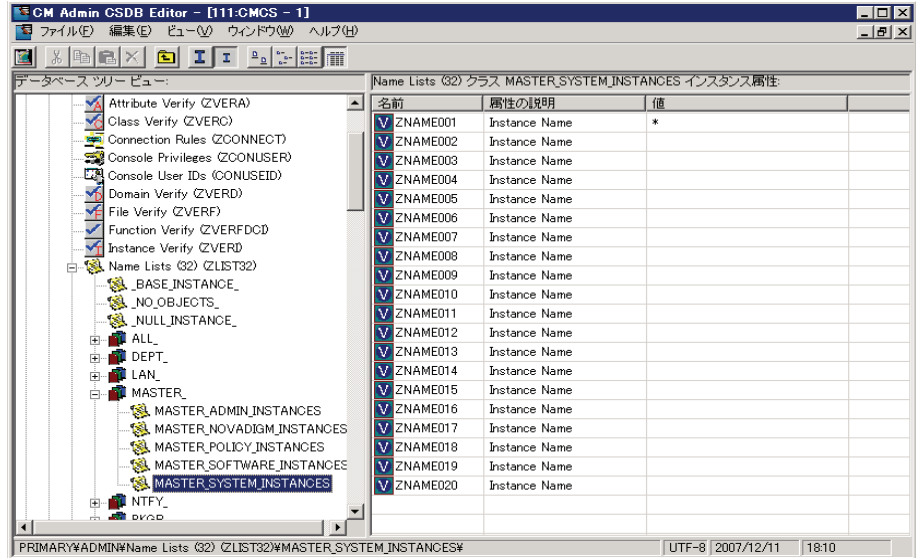 CM Admin CSDB Editor - [111:CMCS - 1]
ファイル(F) 編集(E) ビュー(V) ウィンドウ(W) ヘルプ(H)
データベース ツリー ビュー:
Attribute Verify (ZVERA)
Class Verify (ZVERC)
Connection Rules (ZCONNECT)
Console Privileges (ZCONUSER)
Console User IDs (CONUSEID)
Domain Verify (ZVERD)
File Verify (ZVERF)
Function Verify (ZVERFDCI)
Instance Verify (ZVERI)
Name Lists (32) (ZLIST32)
_BASE_INSTANCE_
_NO_OBJECTS_
_NULL_INSTANCE_
ALL_
DEPT_
LAN_
MASTER_
MASTER_ADMIN_INSTANCES
MASTER_NOVADIGM_INSTANCES
MASTER_POLICY_INSTANCES
MASTER_SOFTWARE_INSTANCES
MASTER_SYSTEM_INSTANCES
NTFY_
PKGR_
Name Lists (32) クラス MASTER_SYSTEM_INSTANCES インスタンス属性:
名前 属性の説明 値
ZNAME001 Instance Name *
ZNAME002 Instance Name
ZNAME003 Instance Name
ZNAME004 Instance Name
ZNAME005 Instance Name
ZNAME006 Instance Name
ZNAME007 Instance Name
ZNAME008 Instance Name
ZNAME009 Instance Name
ZNAME010 Instance Name
ZNAME011 Instance Name
ZNAME012 Instance Name
ZNAME013 Instance Name
ZNAME014 Instance Name
ZNAME015 Instance Name
ZNAME016 Instance Name
ZNAME017 Instance Name
ZNAME018 Instance Name
ZNAME019 Instance Name
ZNAME020 Instance Name
PRIMARY¥ADMIN¥Name Lists (32) (ZLIST32)¥MASTER_SYSTEM_INSTANCES¥ UTF-8 2007/12/11 18:10